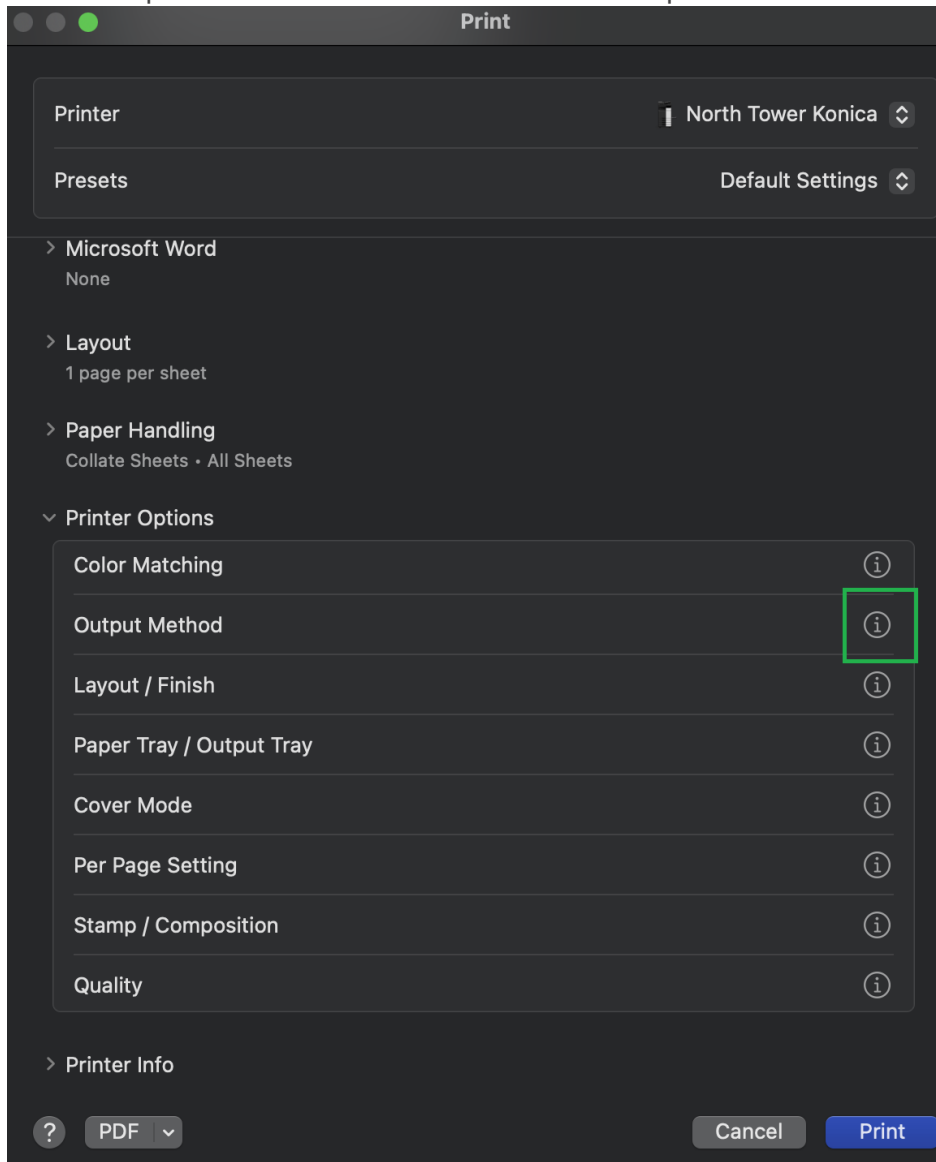 Print
Printer North Tower Konica
Presets Default Settings
Microsoft Word
None
Layout
1 page per sheet
Paper Handling
Collate Sheets • All Sheets
Printer Options
Color Matching
Output Method
Layout / Finish
Paper Tray / Output Tray
Cover Mode
Per Page Setting
Stamp / Composition
Quality
Printer Info
? PDF Cancel Print